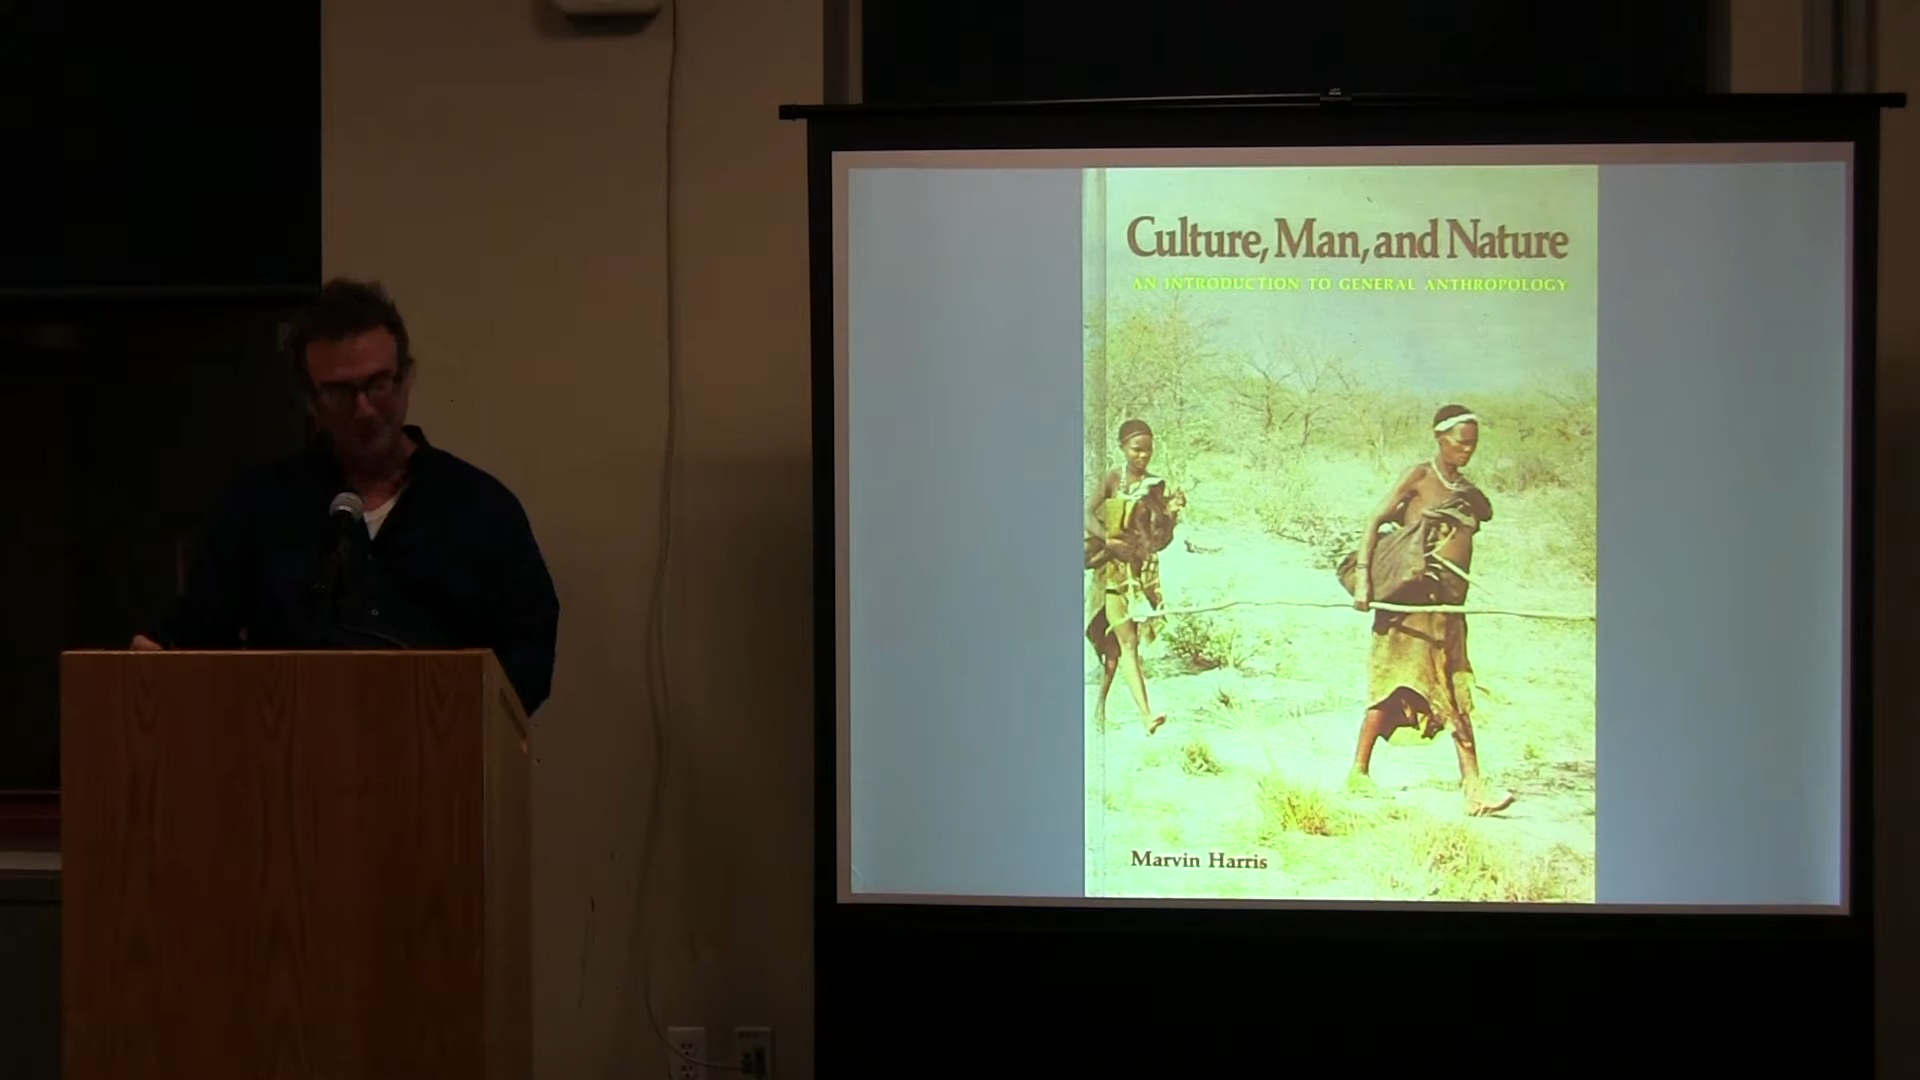 Culture, Man, and Nature
AN INTRODUCTION TO GENERAL ANTHROPOLOGY
Marvin Harris